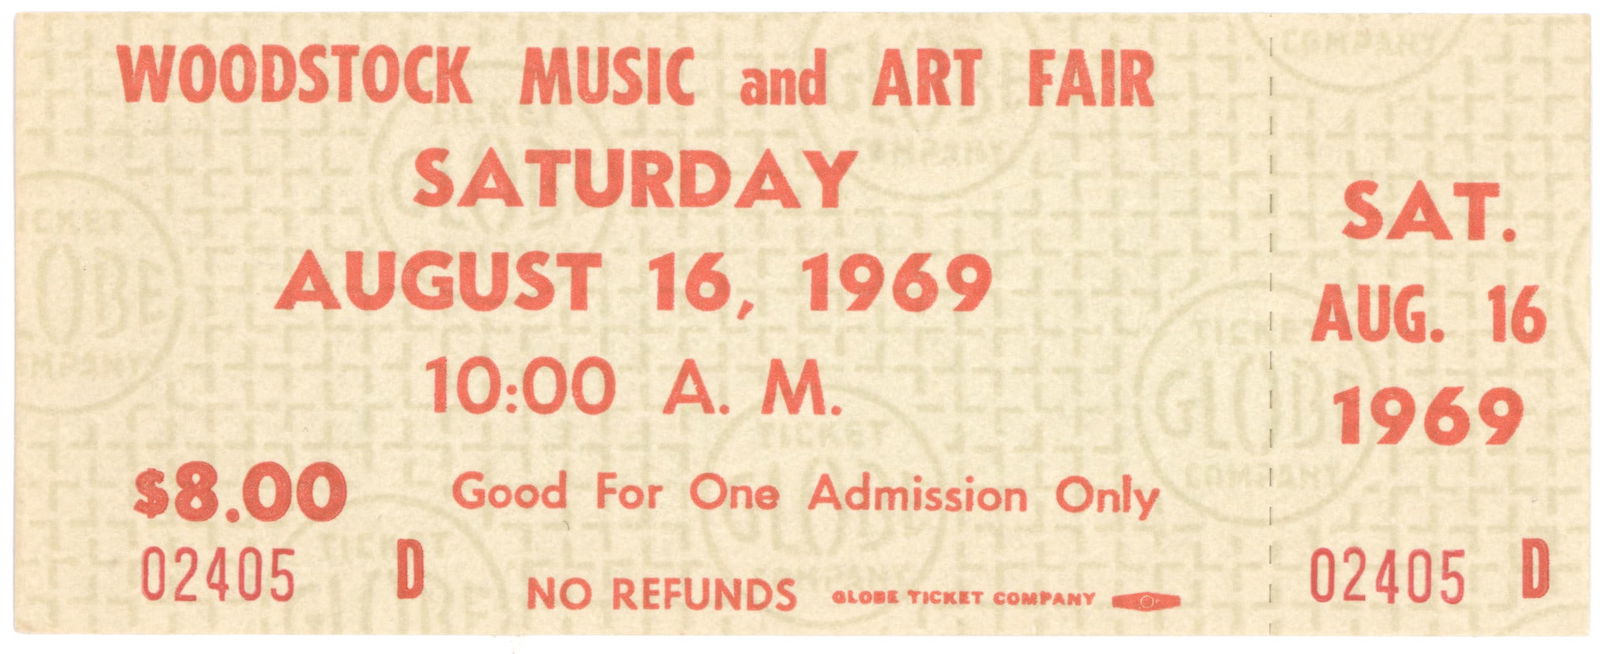 WOODSTOCK MUSIC and ART FAIR
SATURDAY
AUGUST 16, 1969
10:00 A. M.
$8.00 Good For One Admission Only
02405 D NO REFUNDS GLOBE TICKET COMPANY
SAT.
AUG. 16
1969
02405 D